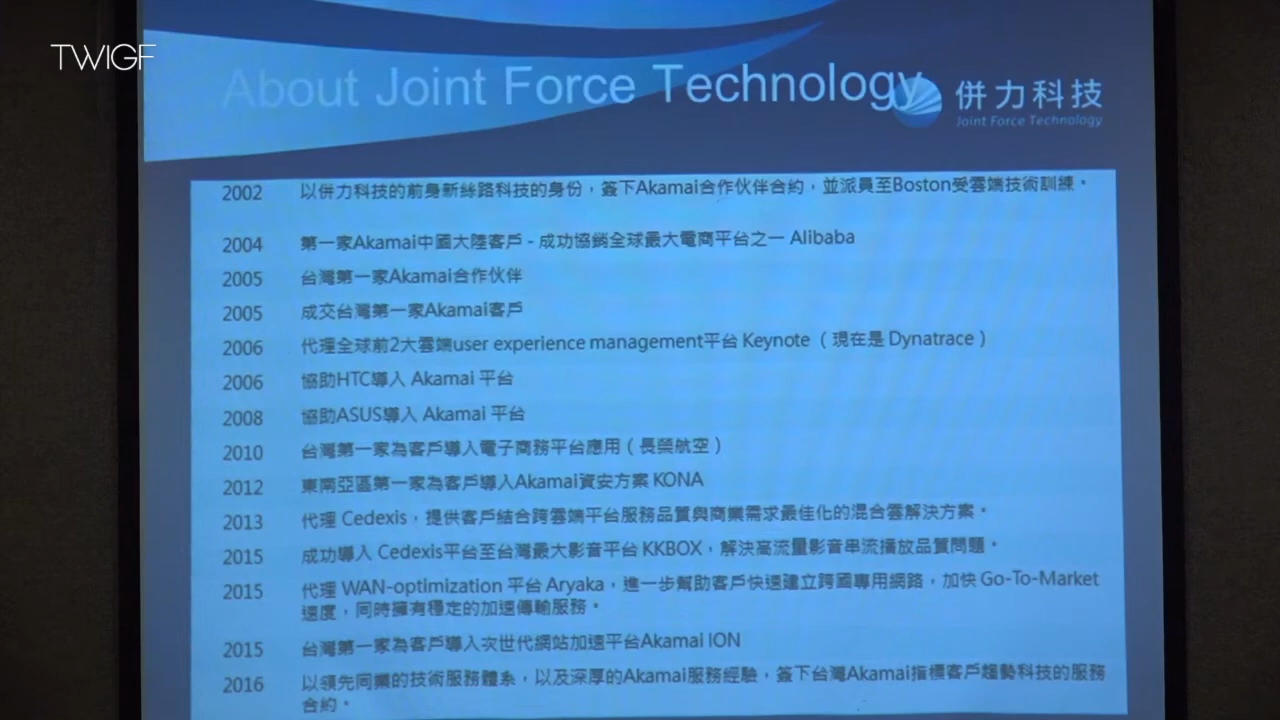 TWIGF
About Joint Force Technology
併力科技
Joint Force Technology
2002 以併力科技的前身新絲路科技的身份，簽下Akamai合作伙伴合約，並派員至Boston受雲端技術訓練。
2004 第一家Akamai中國大陸客戶 - 成功協銷全球最大電商平台之一 Alibaba
2005 台灣第一家Akamai合作伙伴
2005 成交台灣第一家Akamai客戶
2006 代理全球前2大雲端user experience management平台 Keynote （現在是 Dynatrace）
2006 協助HTC導入 Akamai 平台
2008 協助ASUS導入 Akamai 平台
2010 台灣第一家為客戶導入電子商務平台應用（長榮航空）
2012 東南亞區第一家為客戶導入Akamai資安方案 KONA
2013 代理 Cedexis，提供客戶結合跨雲端平台服務品質與商業需求最佳化的混合雲解決方案。
2015 成功導入 Cedexis平台至台灣最大影音平台 KKBOX，解決高流量影音串流播放品質問題。
2015 代理 WAN-optimization 平台 Aryaka，進一步幫助客戶快速建立跨國專用網路，加快 Go-To-Market
速度，同時擁有穩定的加速傳輸服務。
2015 台灣第一家為客戶導入次世代網站加速平台Akamai ION
2016 以領先同業的技術服務體系，以及深厚的Akamai服務經驗，簽下台灣Akamai指標客戶趨勢科技的服務
合約。